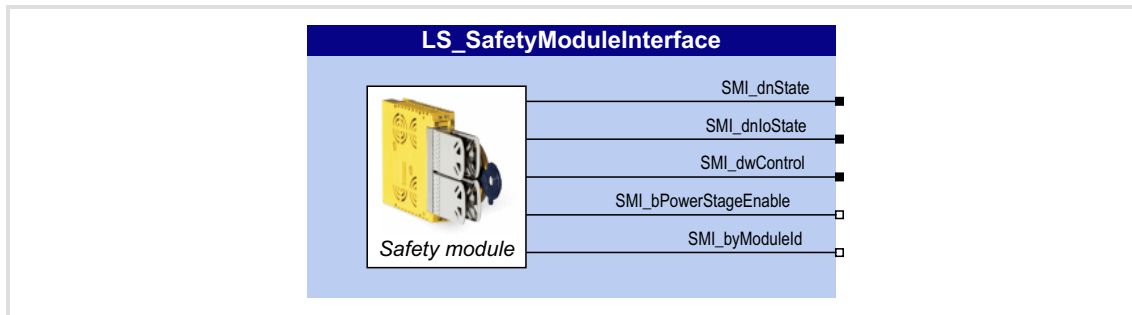 LS_SafetyModuleInterface
SMI_dnState
SMI_dnIoState
SMI_dwControl
SMI_bPowerStageEnable
SMI_byModuleId
Safety module